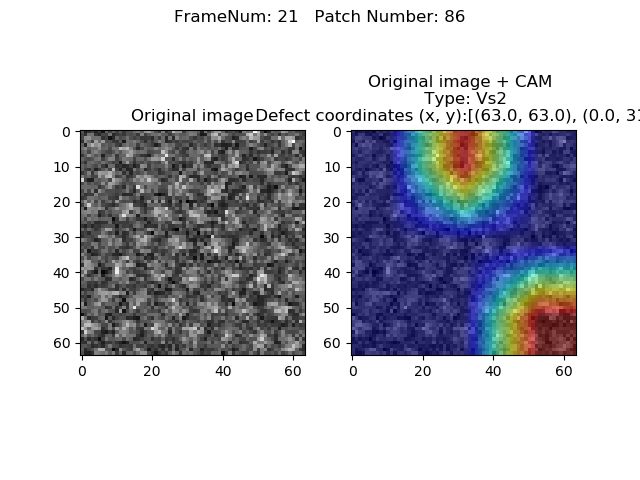 FrameNum: 21   Patch Number: 86
Original image + CAM
Type: Vs2
Original image
Defect coordinates (x, y):[(63.0, 63.0), (0.0, 31
0
10
20
30
40
50
60
0 20 40 60
0
10
20
30
40
50
60
0 20 40 60